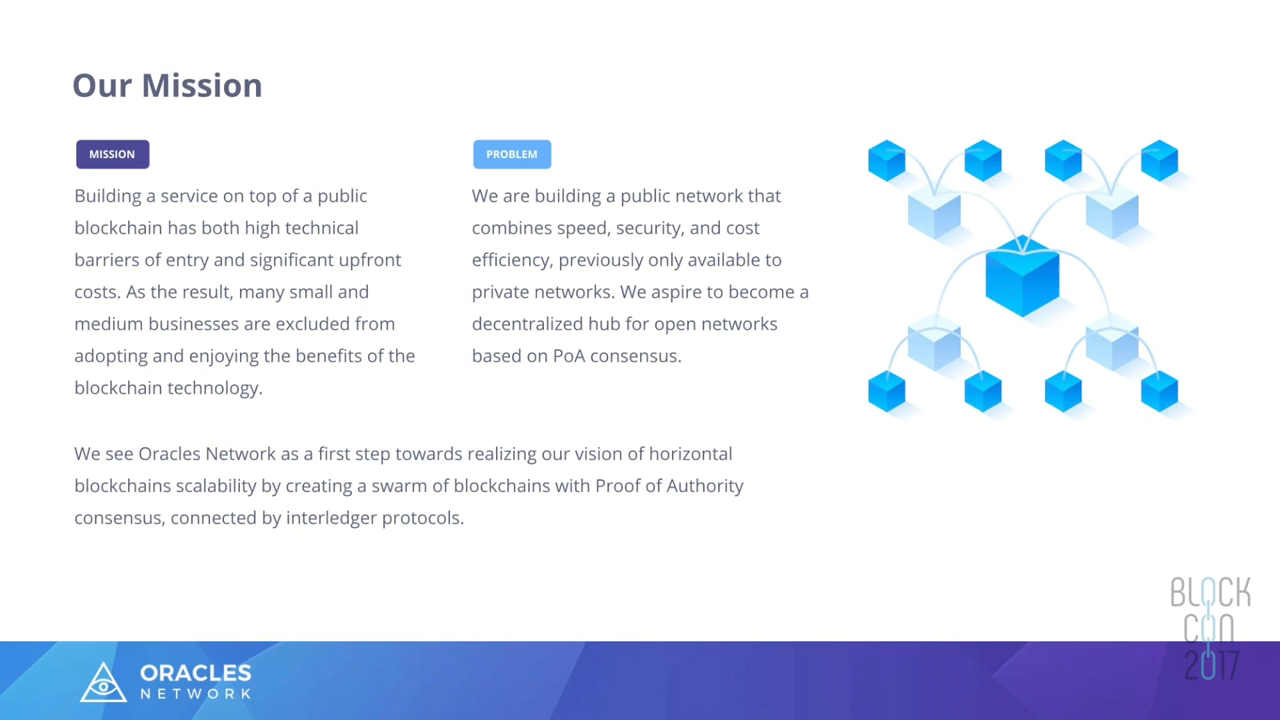 Our Mission
MISSION
Building a service on top of a public
blockchain has both high technical
barriers of entry and significant upfront
costs. As the result, many small and
medium businesses are excluded from
adopting and enjoying the benefits of the
blockchain technology.
PROBLEM
We are building a public network that
combines speed, security, and cost
efficiency, previously only available to
private networks. We aspire to become a
decentralized hub for open networks
based on PoA consensus.
We see Oracles Network as a first step towards realizing our vision of horizontal
blockchains scalability by creating a swarm of blockchains with Proof of Authority
consensus, connected by interledger protocols.
BLOCK
CON
2017
ORACLES
NETWORK